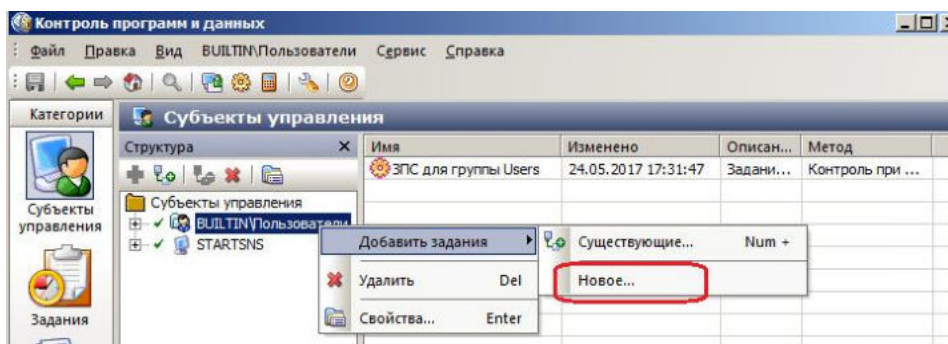 Контроль программ и данных
Файл Правка Вид BUILTIN\Пользователи Сервис Справка
Категории
Субъекты управления
Структура
Имя Изменено Описан... Метод
ЗПС для группы Users 24.05.2017 17:31:47 Задани... Контроль при ...
Субъекты управления
BUILTIN\Пользователи
STARTSNS
Субъекты
управления
Добавить задания
Существующие... Num +
Удалить Del
Новое...
Свойства... Enter
Задания